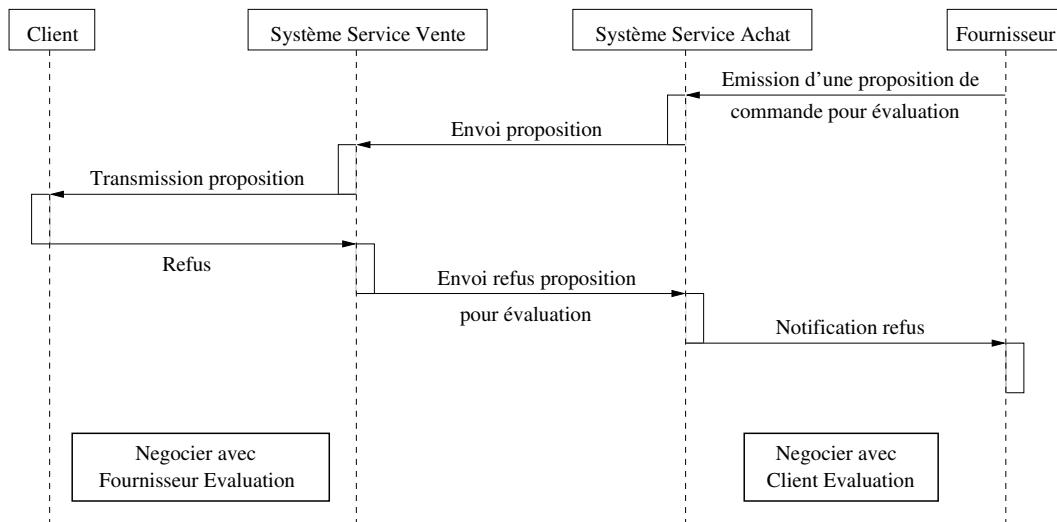 Client
Système Service Vente
Système Service Achat
Fournisseur
Emission d'une proposition de
commande pour évaluation
Envoi proposition
Transmission proposition
Refus
Envoi refus proposition
pour évaluation
Notification refus
Negocier avec
Fournisseur Evaluation
Negocier avec
Client Evaluation